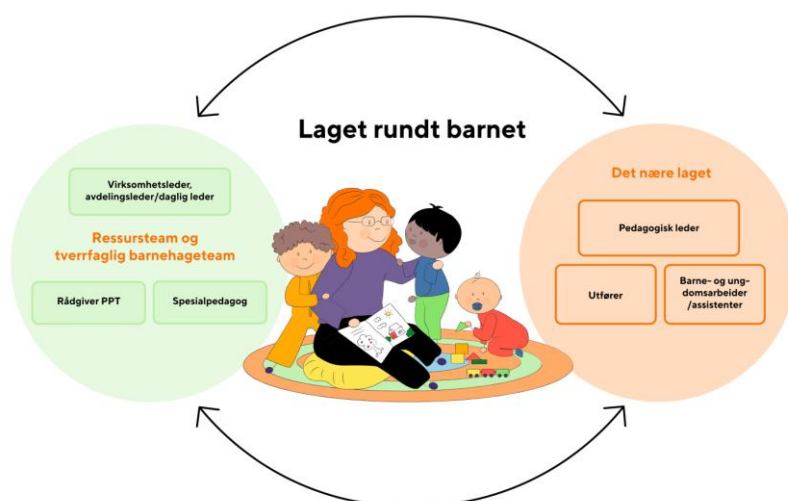 Laget rundt barnet
Virksomhetsleder,
avdelingsleder/daglig leder
Ressursteam og
tverrfaglig barnehageteam
Rådgiver PPT
Spesialpedagog
Det nære laget
Pedagogisk leder
Utfører
Barne- og ung-
domsarbeider
/assistenter